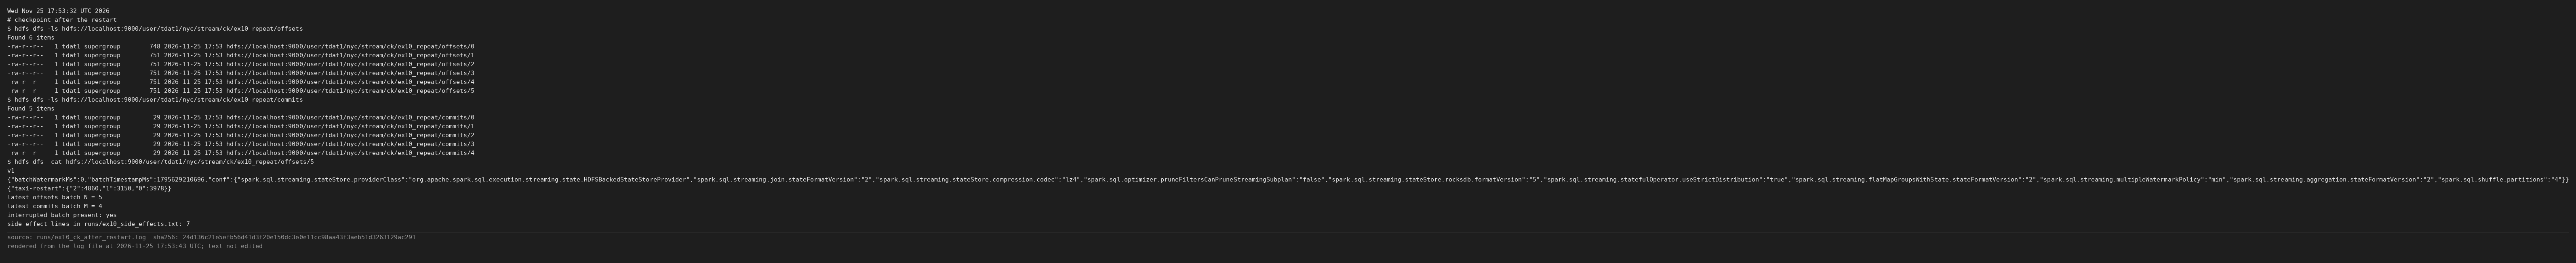 Wed Nov 25 17:53:32 UTC 2026
# checkpoint after the restart
$ hdfs dfs -ls hdfs://localhost:9000/user/tdat1/nyc/stream/ck/ex10_repeat/offsets
Found 6 items
-rw-r--r--   1 tdat1 supergroup        748 2026-11-25 17:53 hdfs://localhost:9000/user/tdat1/nyc/stream/ck/ex10_repeat/offsets/0
-rw-r--r--   1 tdat1 supergroup        751 2026-11-25 17:53 hdfs://localhost:9000/user/tdat1/nyc/stream/ck/ex10_repeat/offsets/1
-rw-r--r--   1 tdat1 supergroup        751 2026-11-25 17:53 hdfs://localhost:9000/user/tdat1/nyc/stream/ck/ex10_repeat/offsets/2
-rw-r--r--   1 tdat1 supergroup        751 2026-11-25 17:53 hdfs://localhost:9000/user/tdat1/nyc/stream/ck/ex10_repeat/offsets/3
-rw-r--r--   1 tdat1 supergroup        751 2026-11-25 17:53 hdfs://localhost:9000/user/tdat1/nyc/stream/ck/ex10_repeat/offsets/4
-rw-r--r--   1 tdat1 supergroup        751 2026-11-25 17:53 hdfs://localhost:9000/user/tdat1/nyc/stream/ck/ex10_repeat/offsets/5
$ hdfs dfs -ls hdfs://localhost:9000/user/tdat1/nyc/stream/ck/ex10_repeat/commits
Found 5 items
-rw-r--r--   1 tdat1 supergroup         29 2026-11-25 17:53 hdfs://localhost:9000/user/tdat1/nyc/stream/ck/ex10_repeat/commits/0
-rw-r--r--   1 tdat1 supergroup         29 2026-11-25 17:53 hdfs://localhost:9000/user/tdat1/nyc/stream/ck/ex10_repeat/commits/1
-rw-r--r--   1 tdat1 supergroup         29 2026-11-25 17:53 hdfs://localhost:9000/user/tdat1/nyc/stream/ck/ex10_repeat/commits/2
-rw-r--r--   1 tdat1 supergroup         29 2026-11-25 17:53 hdfs://localhost:9000/user/tdat1/nyc/stream/ck/ex10_repeat/commits/3
-rw-r--r--   1 tdat1 supergroup         29 2026-11-25 17:53 hdfs://localhost:9000/user/tdat1/nyc/stream/ck/ex10_repeat/commits/4
$ hdfs dfs -cat hdfs://localhost:9000/user/tdat1/nyc/stream/ck/ex10_repeat/offsets/5
v1
{"batchWatermarkMs":0,"batchTimestampMs":1795629210696,"conf":{"spark.sql.streaming.stateStore.providerClass":"org.apache.spark.sql.execution.streaming.state.HDFSBackedStateStoreProvider","spark.sql.streaming.join.stateFormatVersion":"2","spark.sql.streaming.stateStore.compression.codec":"lz4","spark.sql.optimizer.pruneFiltersCanPruneStreamingSubplan":"false","spark.sql.streaming.stateStore.rocksdb.formatVersion":"5","spark.sql.streaming.statefulOperator.useStrictDistribution":"true","spark.sql.streaming.flatMapGroupsWithState.stateFormatVersion":"2","spark.sql.streaming.multipleWatermarkPolicy":"min","spark.sql.streaming.aggregation.stateFormatVersion":"2","spark.sql.shuffle.partitions":"4"}}
{"taxi-restart":{"2":4860,"1":3150,"0":3978}}
latest offsets batch N = 5
latest commits batch M = 4
interrupted batch present: yes
side-effect lines in runs/ex10_side_effects.txt: 7
source: runs/ex10_ck_after_restart.log  sha256:
rendered from the log file at 2026-11-25 17:53:43 UTC; text not edited